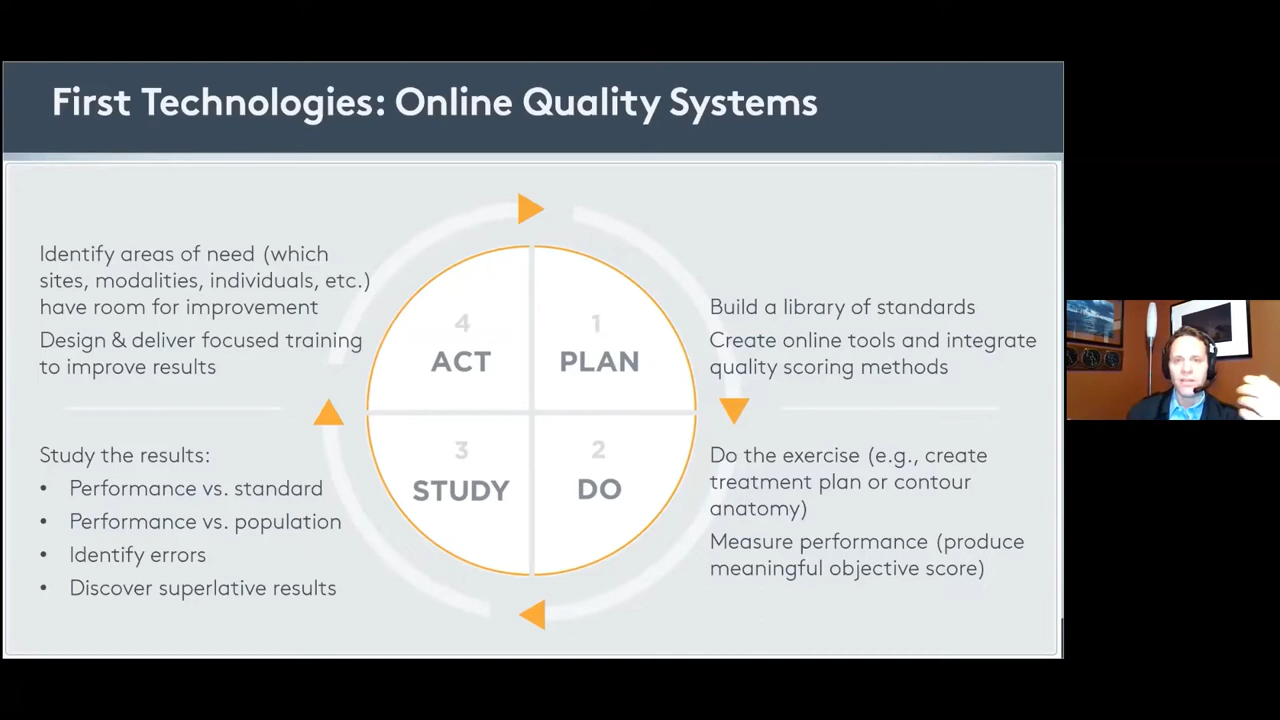 First Technologies: Online Quality Systems
Identify areas of need (which
sites, modalities, individuals, etc.)
have room for improvement
Design & deliver focused training
to improve results
4
ACT
1
PLAN
Build a library of standards
Create online tools and integrate
quality scoring methods
Study the results:
• Performance vs. standard
• Performance vs. population
• Identify errors
• Discover superlative results
3
STUDY
2
DO
Do the exercise (e.g., create
treatment plan or contour
anatomy)
Measure performance (produce
meaningful objective score)